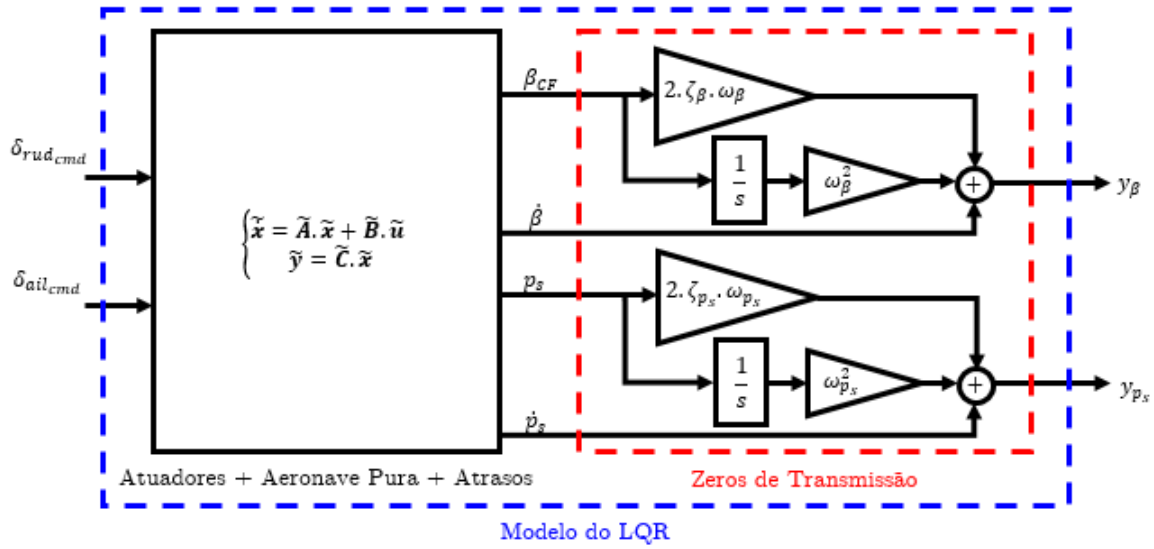 β_CF
2.ζ_β.ω_β
δ_rud_cmd
1/s
ω_β^2
+
y_β
{x̃̇ = Ã.x̃ + B̃.ũ
ỹ = C̃.x̃
β̇
δ_ail_cmd
p_s
2.ζ_p_s.ω_p_s
1/s
ω_p_s^2
+
y_p_s
ṗ_s
Atuadores + Aeronave Pura + Atrasos
Zeros de Transmissão
Modelo do LQR